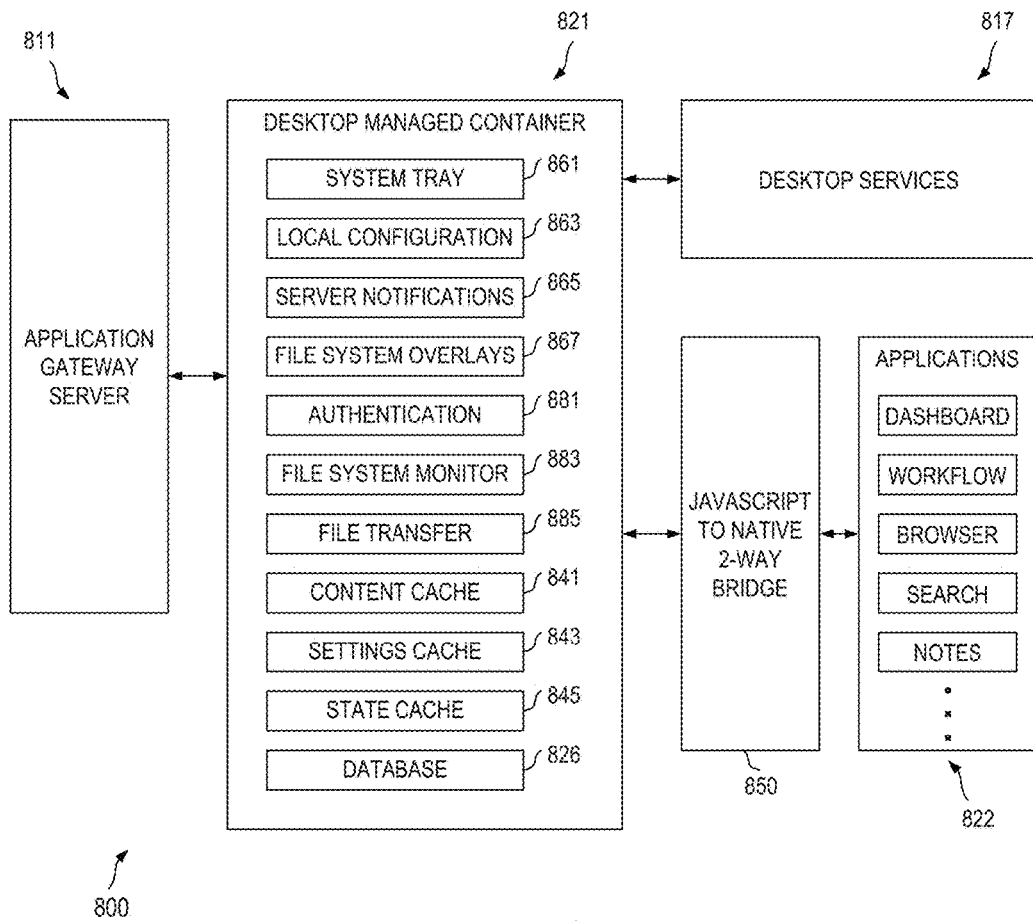 811
821
817
DESKTOP MANAGED CONTAINER
SYSTEM TRAY
861
LOCAL CONFIGURATION
863
SERVER NOTIFICATIONS
865
FILE SYSTEM OVERLAYS
867
AUTHENTICATION
881
FILE SYSTEM MONITOR
883
FILE TRANSFER
885
CONTENT CACHE
841
SETTINGS CACHE
843
STATE CACHE
845
DATABASE
826
APPLICATION
GATEWAY
SERVER
DESKTOP SERVICES
JAVASCRIPT
TO NATIVE
2-WAY
BRIDGE
850
APPLICATIONS
DASHBOARD
WORKFLOW
BROWSER
SEARCH
NOTES
822
800